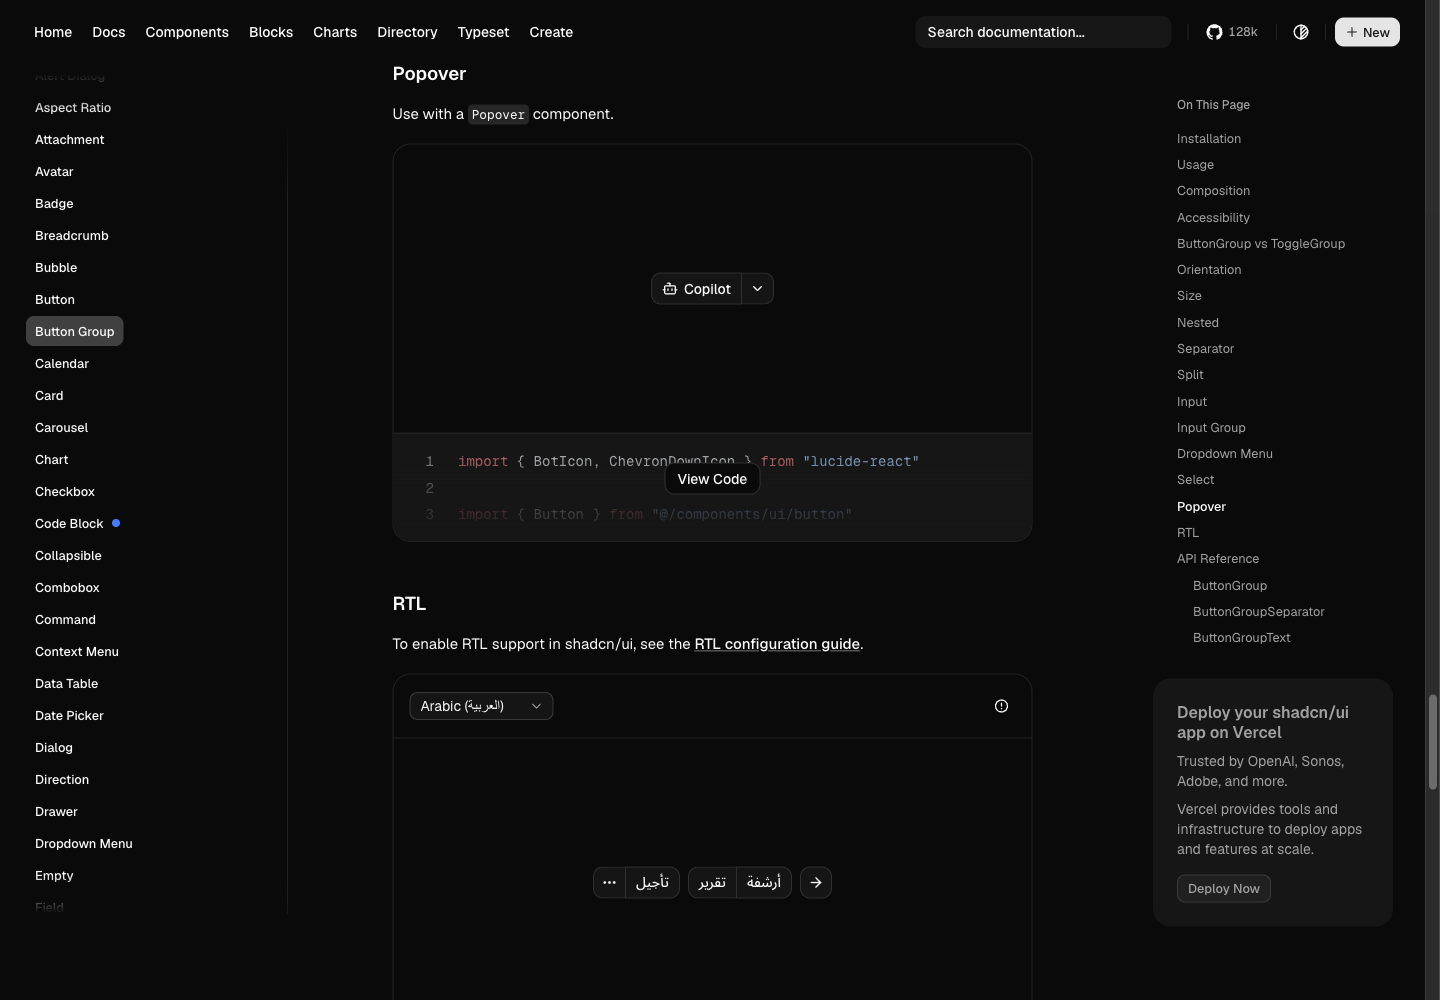 Home Docs Components Blocks Charts Directory Typeset Create
Search documentation...
128k
New
Alert Dialog
Aspect Ratio
Attachment
Avatar
Badge
Breadcrumb
Bubble
Button
Button Group
Calendar
Card
Carousel
Chart
Checkbox
Code Block
Collapsible
Combobox
Command
Context Menu
Data Table
Date Picker
Dialog
Direction
Drawer
Dropdown Menu
Empty
Field
Popover
Use with a Popover component.
Copilot
1 import { BotIcon, ChevronDownIcon } from "lucide-react"
View Code
2
3 import { Button } from "@/components/ui/button"
RTL
To enable RTL support in shadcn/ui, see the RTL configuration guide.
Arabic (العربية)
أرشفة تقرير تأجيل
On This Page
Installation
Usage
Composition
Accessibility
ButtonGroup vs ToggleGroup
Orientation
Size
Nested
Separator
Split
Input
Input Group
Dropdown Menu
Select
Popover
RTL
API Reference
ButtonGroup
ButtonGroupSeparator
ButtonGroupText
Deploy your shadcn/ui
app on Vercel
Trusted by OpenAI, Sonos,
Adobe, and more.
Vercel provides tools and
infrastructure to deploy apps
and features at scale.
Deploy Now